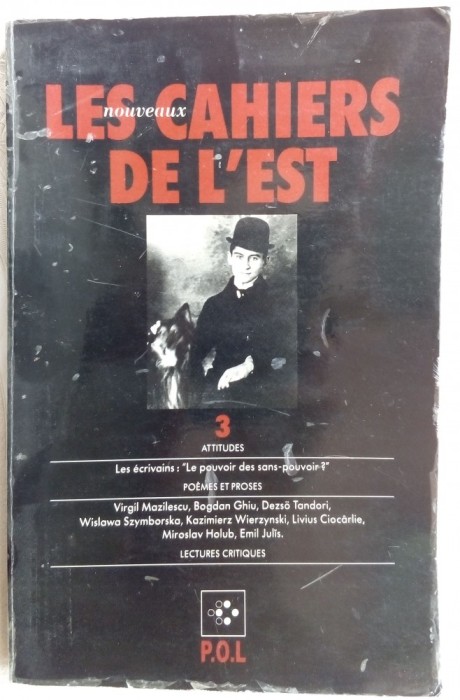 LES CAHIERS
nouveaux
DE L'EST
3
ATTITUDES
Les écrivains : "Le pouvoir des sans-pouvoir ?"
POÈMES ET PROSES
Virgil Mazilescu, Bogdan Ghiu, Dezsö Tandori,
Wislawa Szymborska, Kazimierz Wierzynski, Livius Ciocârlie,
Miroslav Holub, Emil Julĭs.
LECTURES CRITIQUES
P.O.L